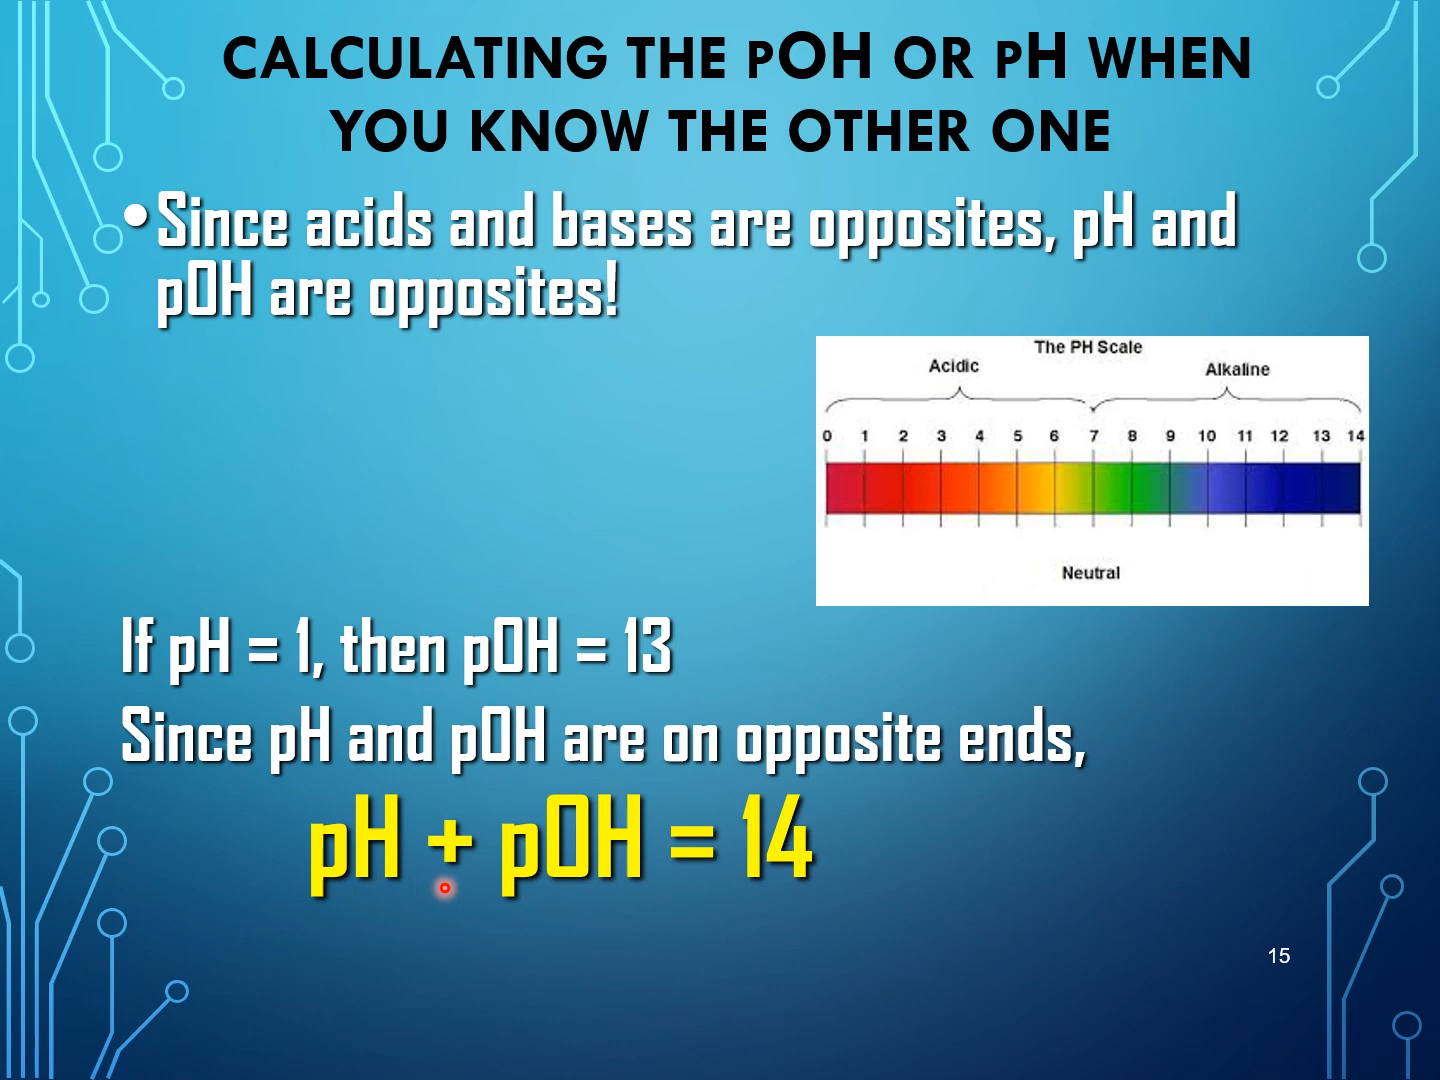 CALCULATING THE POH OR PH WHEN
YOU KNOW THE OTHER ONE
• Since acids and bases are opposites, pH and
pOH are opposites!
The PH Scale
Acidic
Alkaline
0 1 2 3 4 5 6 7 8 9 10 11 12 13 14
Neutral
If pH = 1, then pOH = 13
Since pH and pOH are on opposite ends,
pH + pOH = 14
15